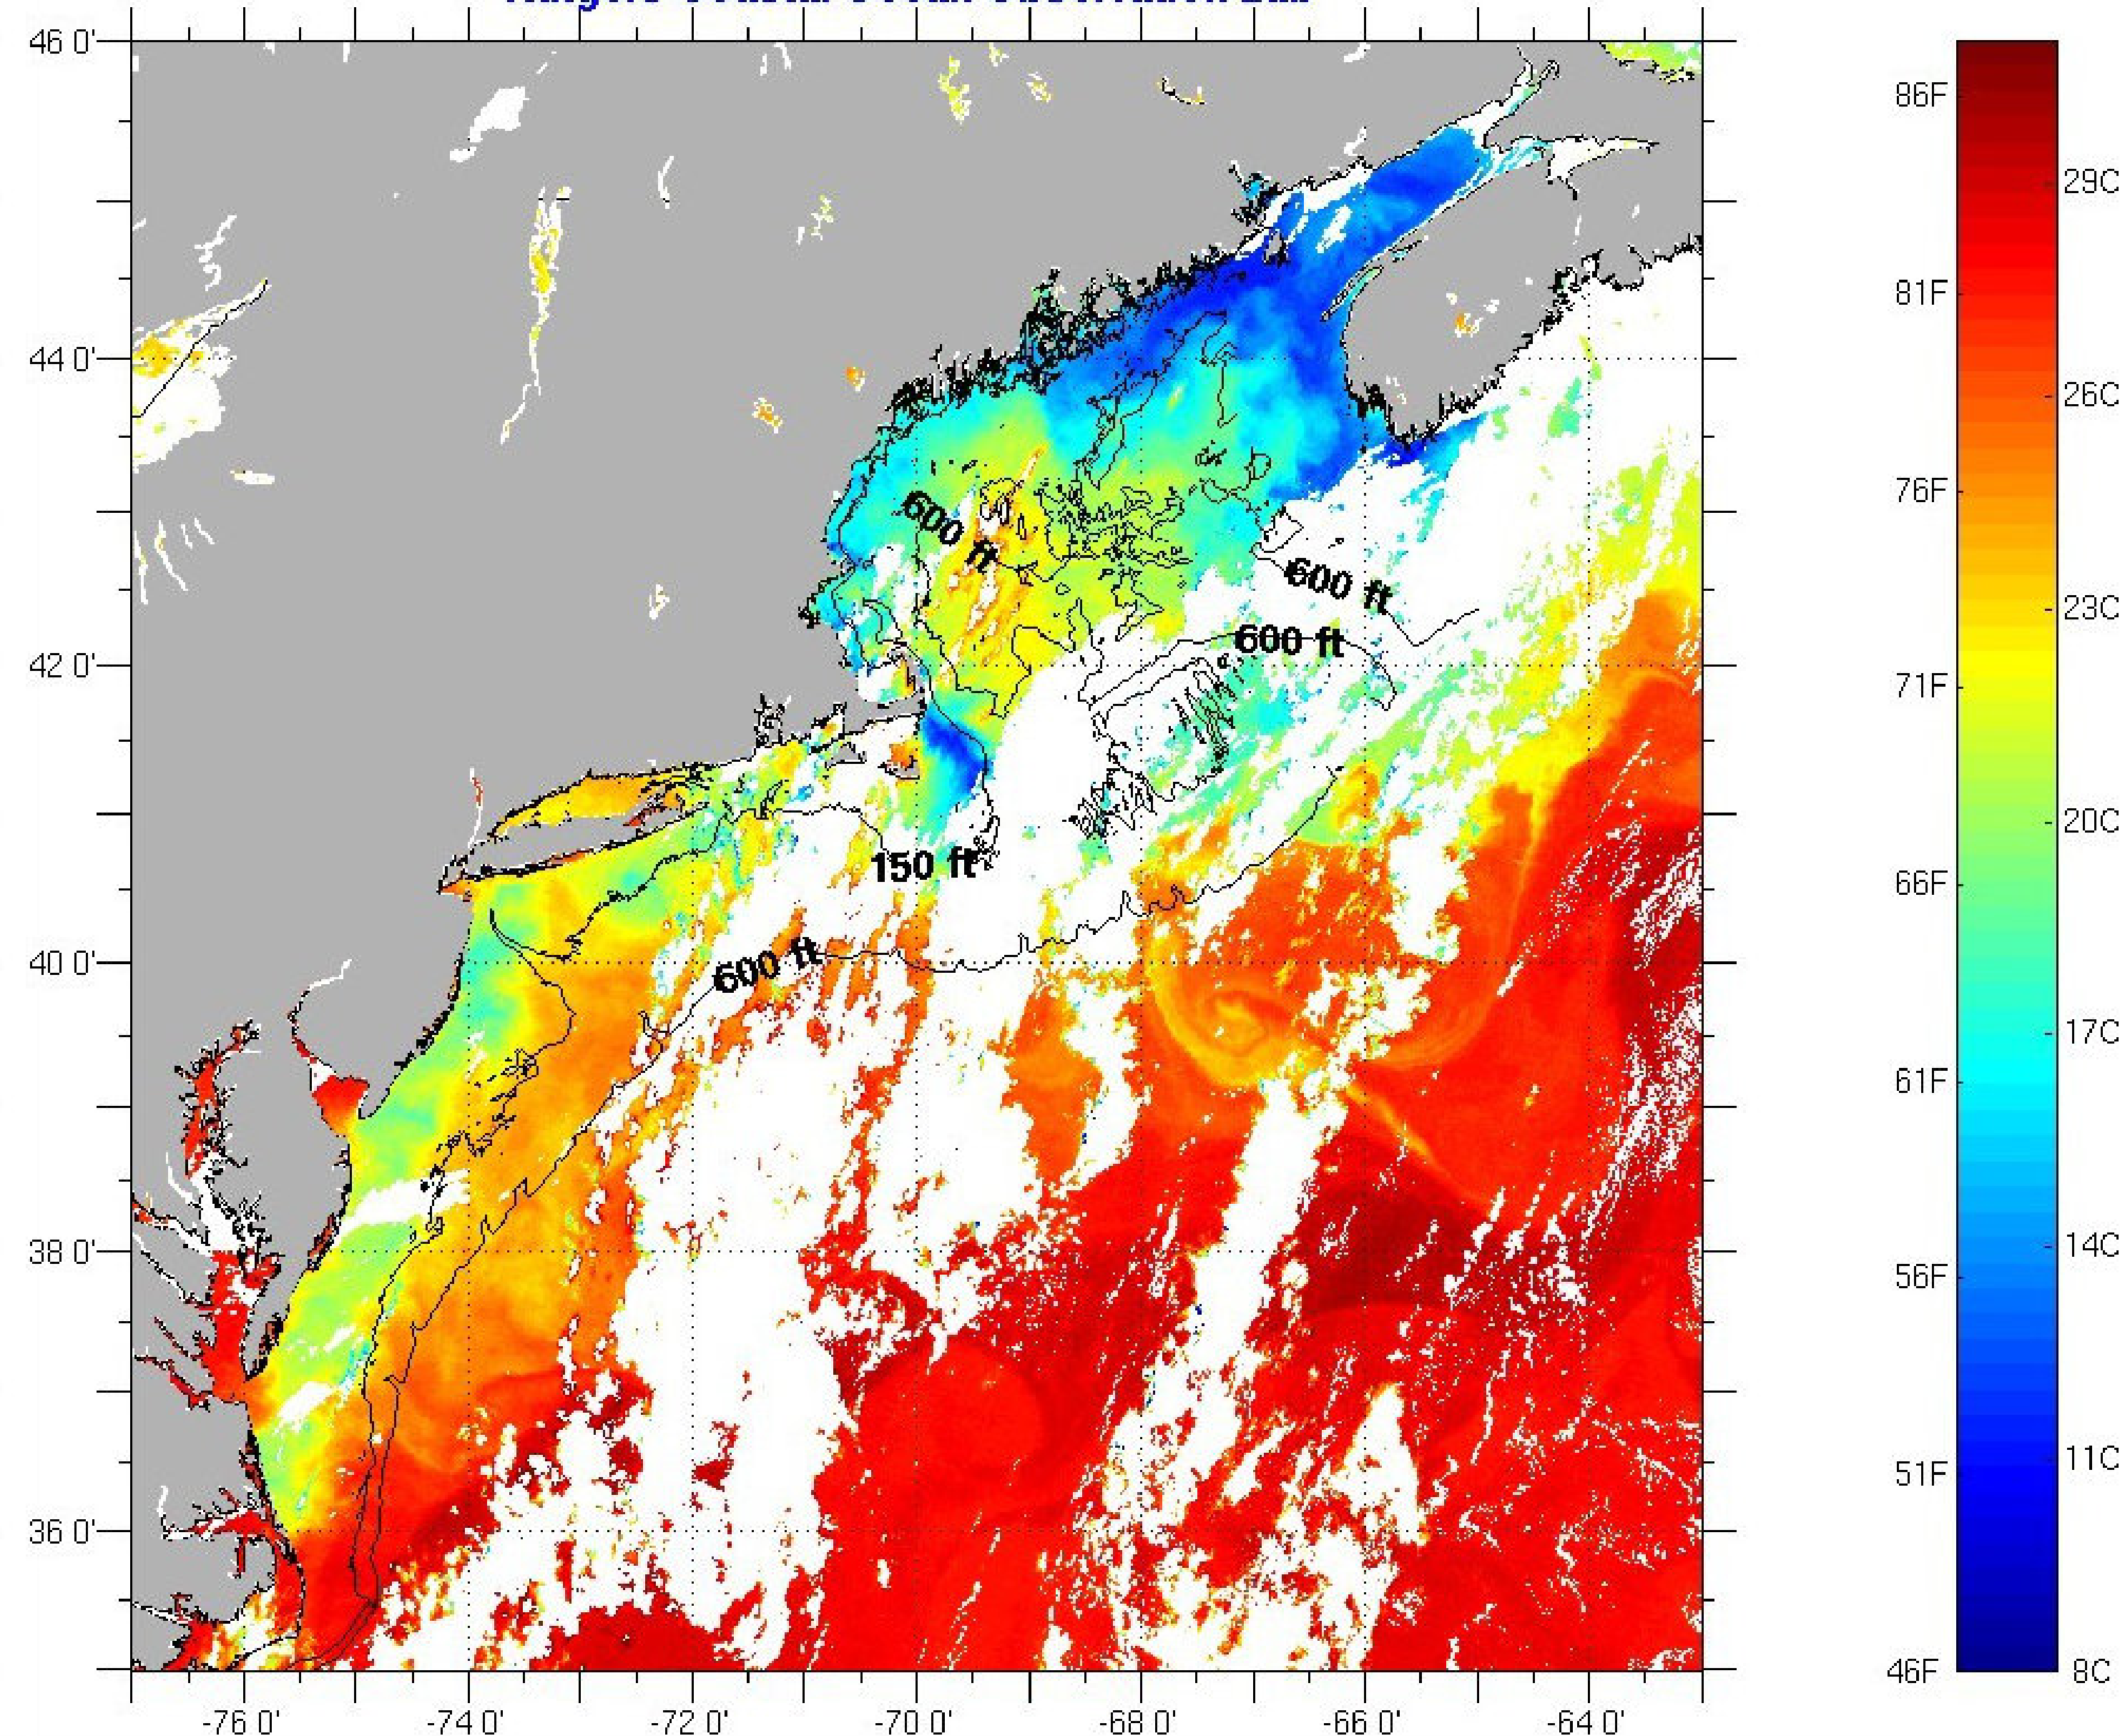 46 0'
44 0'
42 0'
40 0'
38 0'
36 0'
-76 0'
-74 0'
-72 0'
-70 0'
-68 0'
-66 0'
-64 0'
600 ft
600 ft
600 ft
150 ft
600 ft
86F
81F
76F
71F
66F
61F
56F
51F
46F
29C
26C
23C
20C
17C
14C
11C
8C